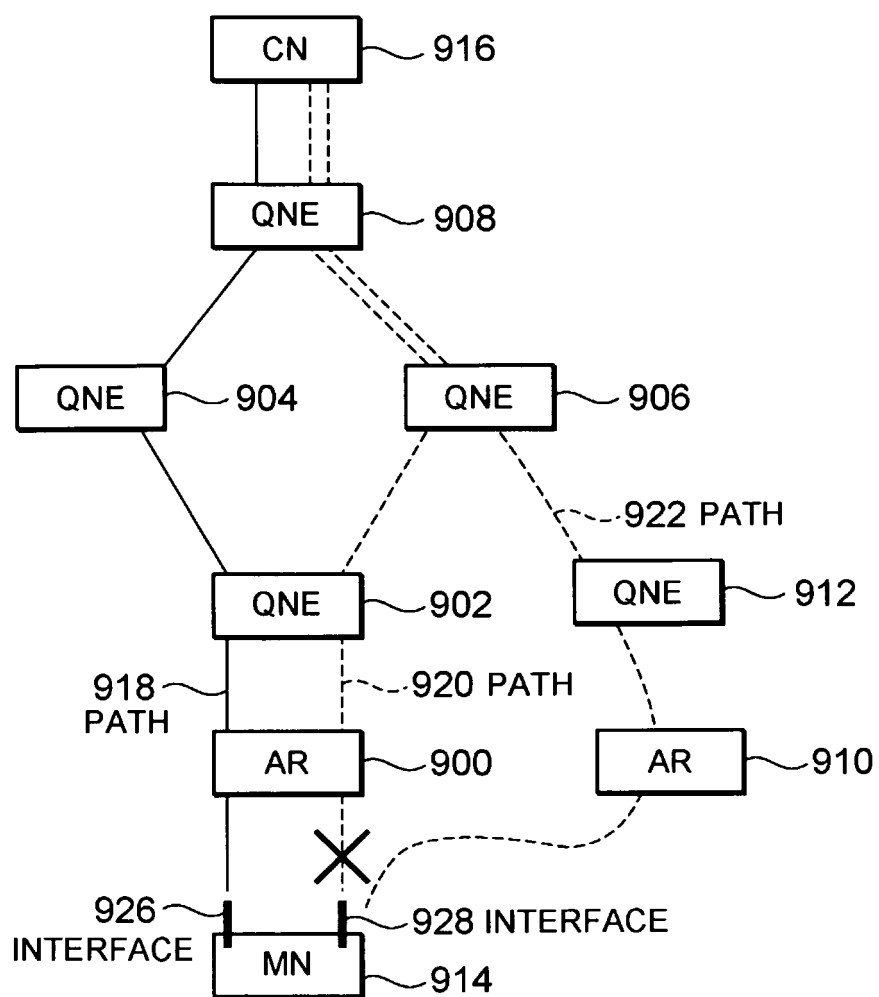 CN 916
QNE 908
QNE 904 QNE 906
922 PATH
QNE 902 QNE 912
918
PATH
920 PATH
AR 900 AR 910
926
INTERFACE
928 INTERFACE
MN 914